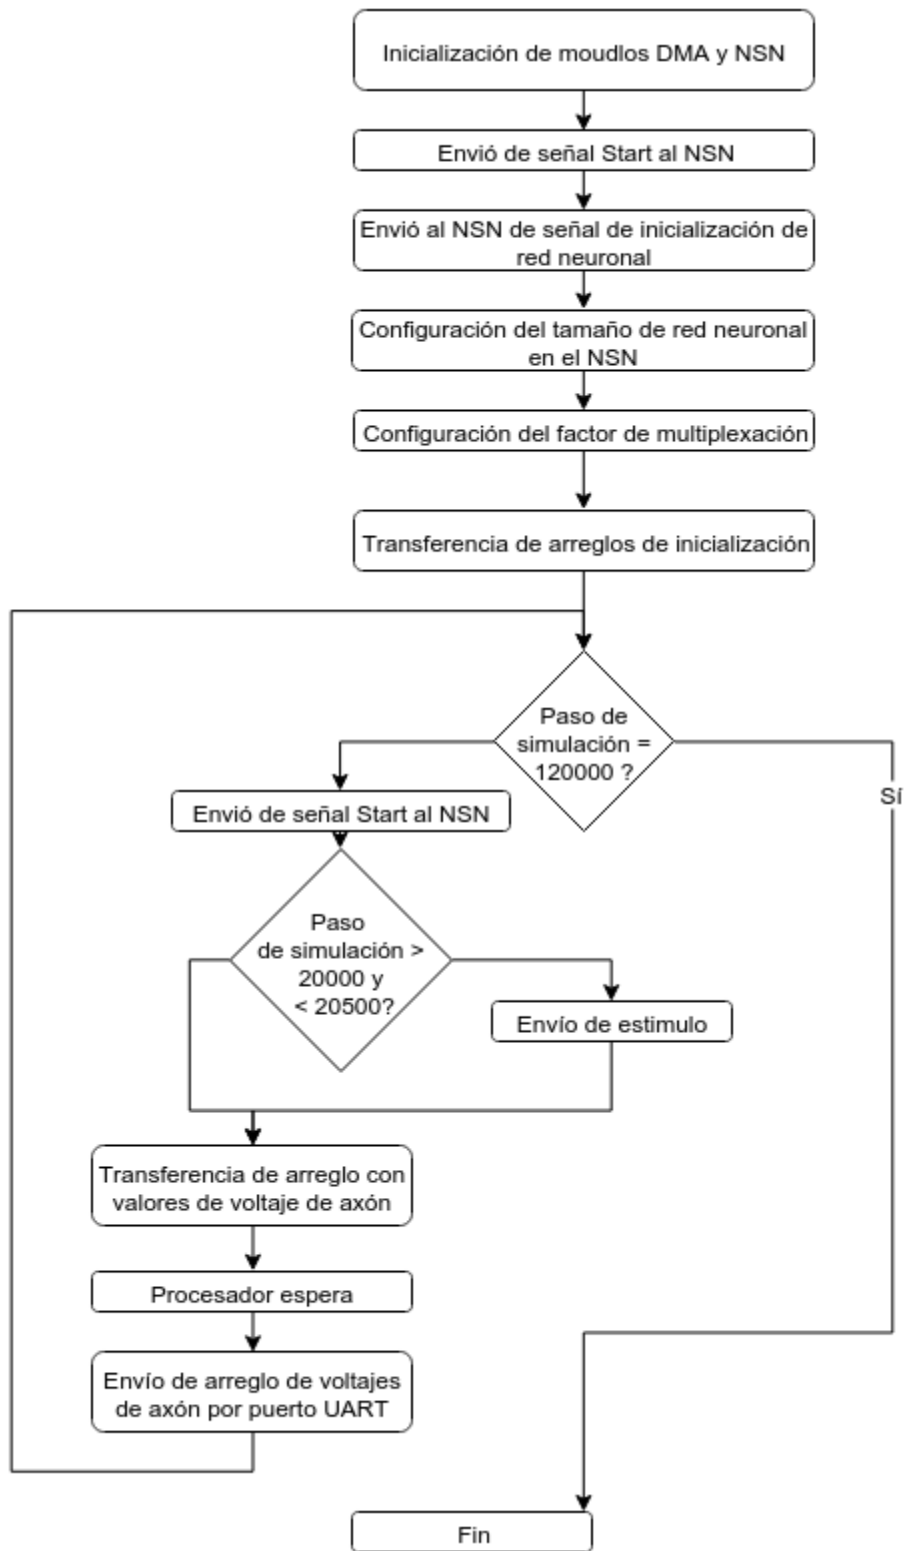 Inicialización de moudlos DMA y NSN
Envió de señal Start al NSN
Envió al NSN de señal de inicialización de
red neuronal
Configuración del tamaño de red neuronal
en el NSN
Configuración del factor de multiplexación
Transferencia de arreglos de inicialización
Paso de
simulación =
120000 ?
Sí
Envió de señal Start al NSN
Paso
de simulación >
20000 y
< 20500?
Envío de estimulo
Transferencia de arreglo con
valores de voltaje de axón
Procesador espera
Envío de arreglo de voltajes
de axón por puerto UART
Fin